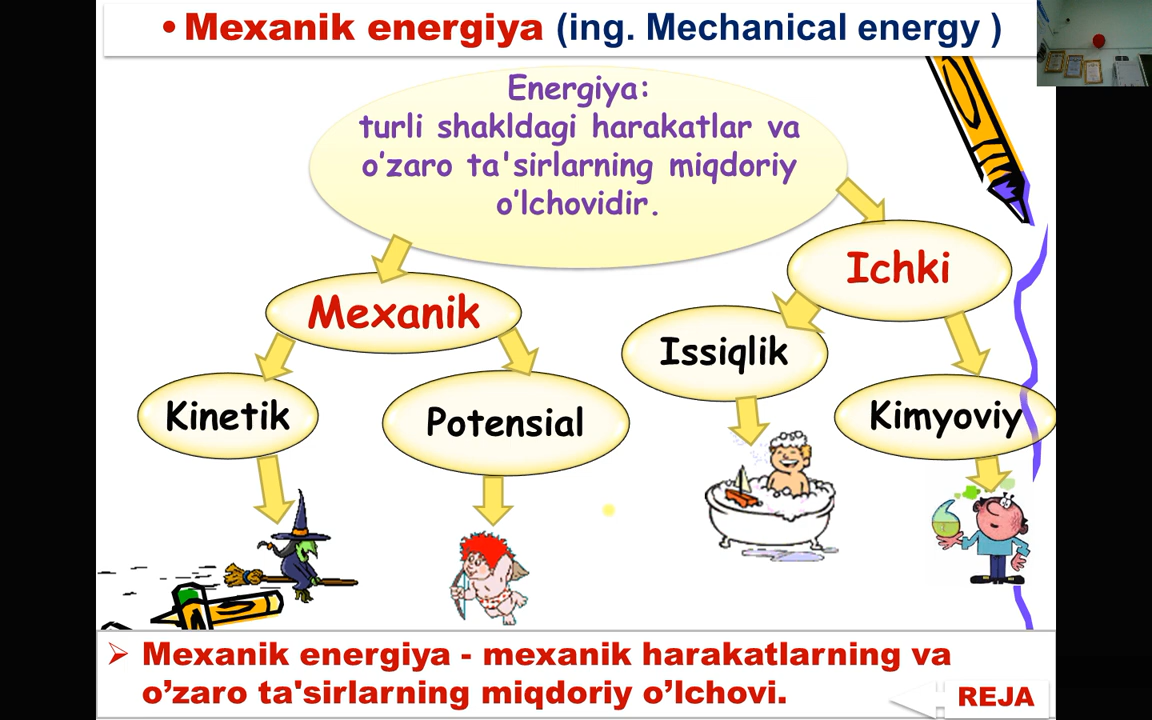 • Mexanik energiya (ing. Mechanical energy )
Energiya:
turli shakldagi harakatlar va
o’zaro ta'sirlarning miqdoriy
o’lchovidir.
Ichki
Mexanik
Issiqlik
Kinetik
Potensial
Kimyoviy
➢ Mexanik energiya - mexanik harakatlarning va
o’zaro ta'sirlarning miqdoriy o’lchovi.
REJA